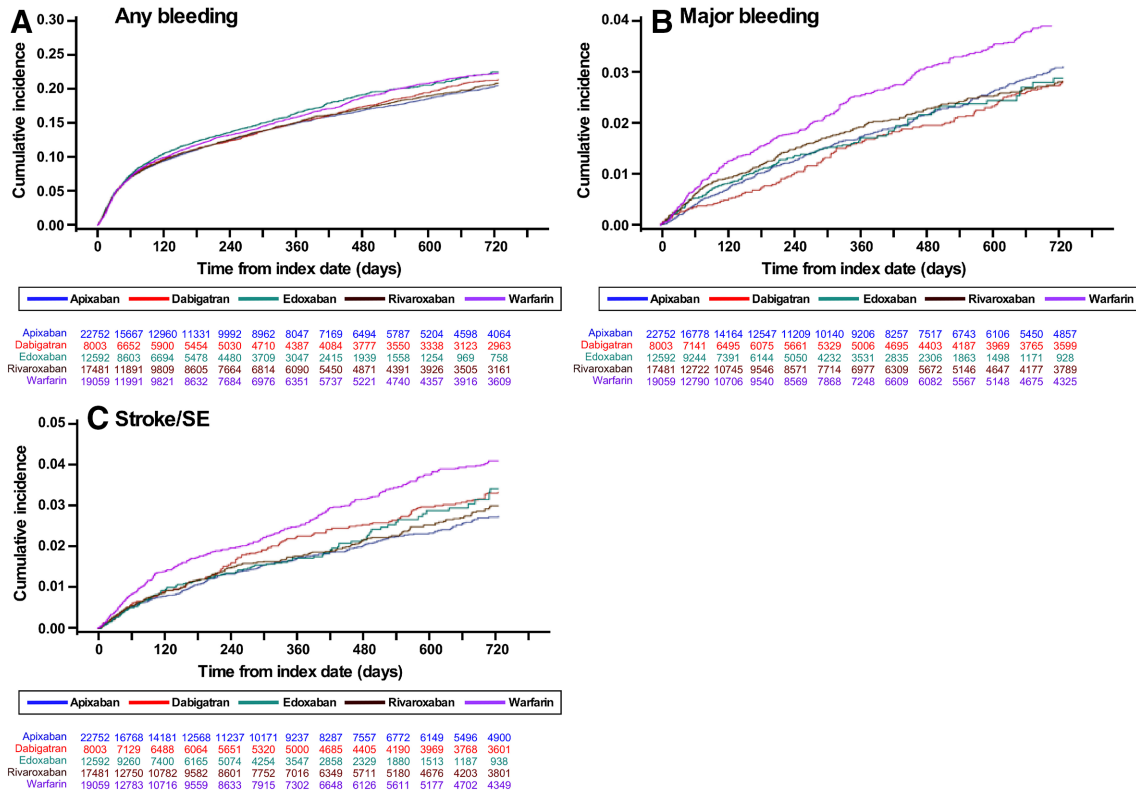 A Any bleeding
0.30
0.25
0.20
0.15
0.10
0.05
0.00
Cumulative incidence
0 120 240 360 480 600 720
Time from index date (days)
Apixaban Dabigatran Edoxaban Rivaroxaban Warfarin
Apixaban 22752 15667 12960 11331 9992 8962 8047 7169 6494 5787 5204 4598 4064
Dabigatran 8003 6652 5900 5454 5030 4710 4387 4084 3777 3550 3338 3123 2963
Edoxaban 12592 8603 6694 5478 4480 3709 3047 2415 1939 1558 1254 969 758
Rivaroxaban 17481 11891 9809 8605 7664 6814 6090 5450 4871 4391 3926 3505 3161
Warfarin 19059 11991 9821 8632 7684 6976 6351 5737 5221 4740 4357 3916 3609
B Major bleeding
0.04
0.03
0.02
0.01
0.00
Cumulative incidence
0 120 240 360 480 600 720
Time from index date (days)
Apixaban Dabigatran Edoxaban Rivaroxaban Warfarin
Apixaban 22752 16778 14164 12547 11209 10140 9206 8257 7517 6743 6106 5450 4857
Dabigatran 8003 7141 6495 6075 5661 5329 5006 4695 4403 4187 3969 3765 3599
Edoxaban 12592 9244 7391 6144 5050 4232 3531 2835 2306 1863 1498 1171 928
Rivaroxaban 17481 12722 10745 9546 8571 7714 6977 6309 5672 5146 4647 4177 3789
Warfarin 19059 12790 10706 9540 8569 7868 7248 6609 6082 5567 5148 4675 4325
C Stroke/SE
0.05
0.04
0.03
0.02
0.01
0.00
Cumulative incidence
0 120 240 360 480 600 720
Time from index date (days)
Apixaban Dabigatran Edoxaban Rivaroxaban Warfarin
Apixaban 22752 16768 14181 12568 11237 10171 9237 8287 7557 6772 6149 5496 4900
Dabigatran 8003 7129 6488 6064 5651 5320 5000 4685 4405 4190 3969 3768 3601
Edoxaban 12592 9260 7400 6165 5074 4254 3547 2858 2329 1880 1513 1187 938
Rivaroxaban 17481 12750 10782 9582 8601 7752 7016 6349 5711 5180 4676 4203 3801
Warfarin 19059 12783 10716 9559 8633 7915 7302 6648 6126 5611 5177 4702 4349